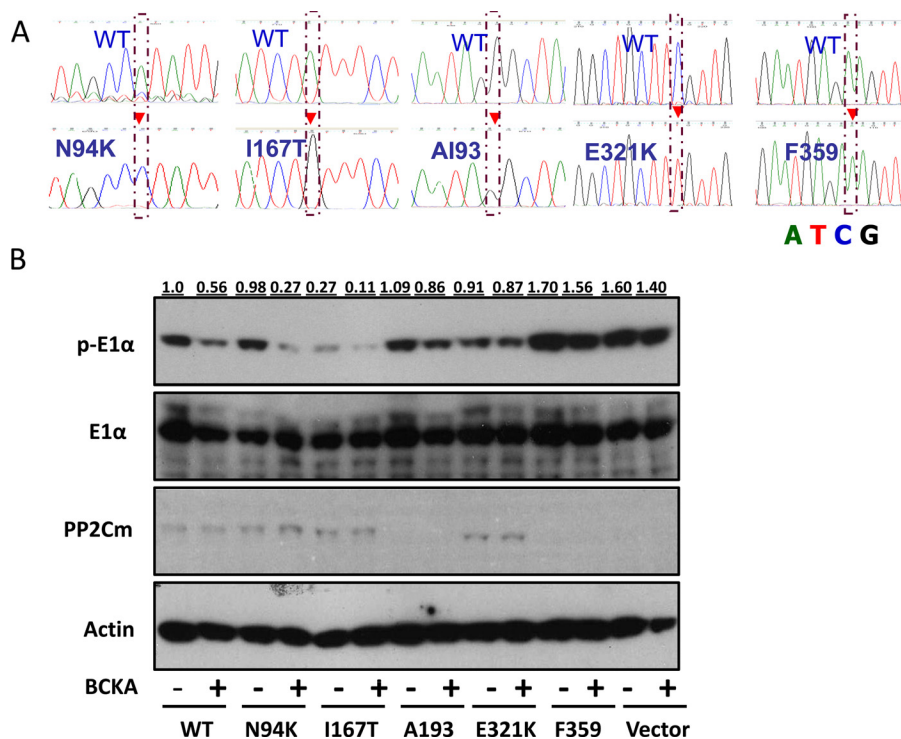 A
WT WT WT WT WT
N94K I167T AI93 E321K F359
A T C G
B
1.0 0.56 0.98 0.27 0.27 0.11 1.09 0.86 0.91 0.87 1.70 1.56 1.60 1.40
p-E1α
E1α
PP2Cm
Actin
BCKA - + - + - + - + - + - + - +
WT N94K I167T A193 E321K F359 Vector